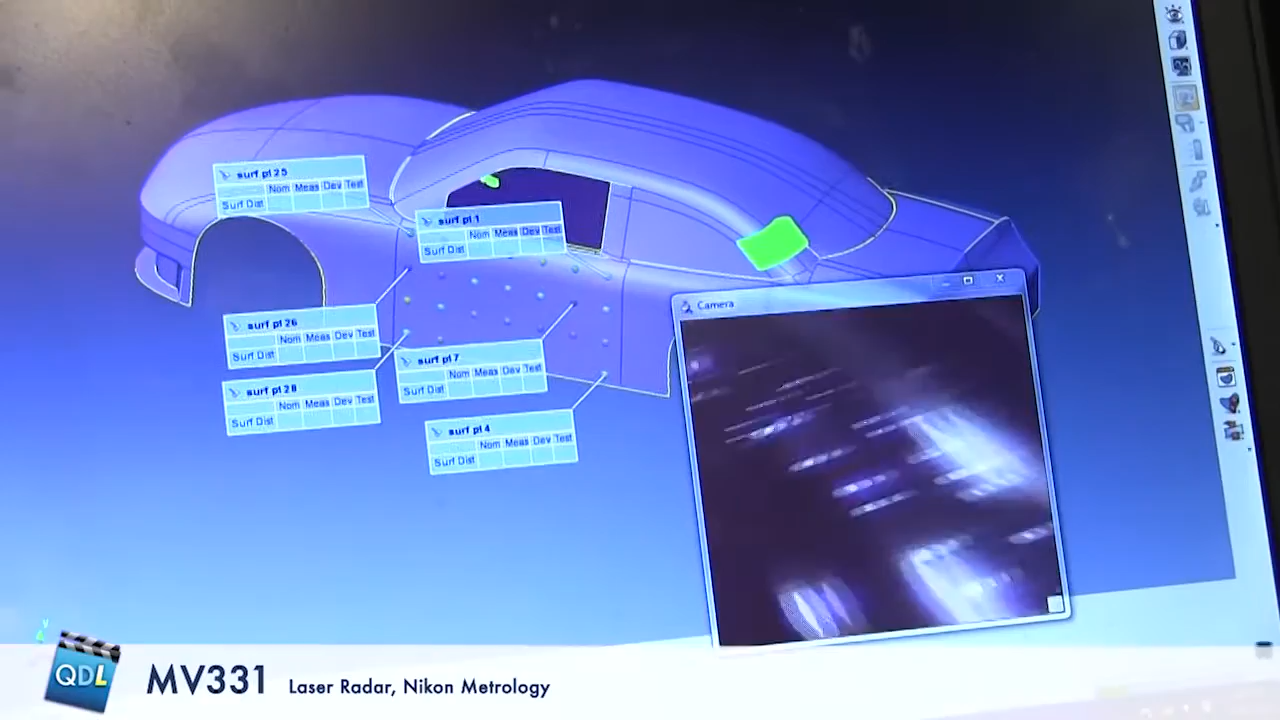 surf pt 25
Nom Meas Dev Test
Surf Dist
surf pt 1
Nom Meas Dev Test
Surf Dist
surf pt 26
Nom Meas Dev Test
Surf Dist
surf pt 7
Nom Meas Dev Test
Surf Dist
surf pt 28
Nom Meas Dev Test
Surf Dist
surf pt 4
Nom Meas Dev Test
Surf Dist
Camera
Y
QDL
MV331
Laser Radar, Nikon Metrology